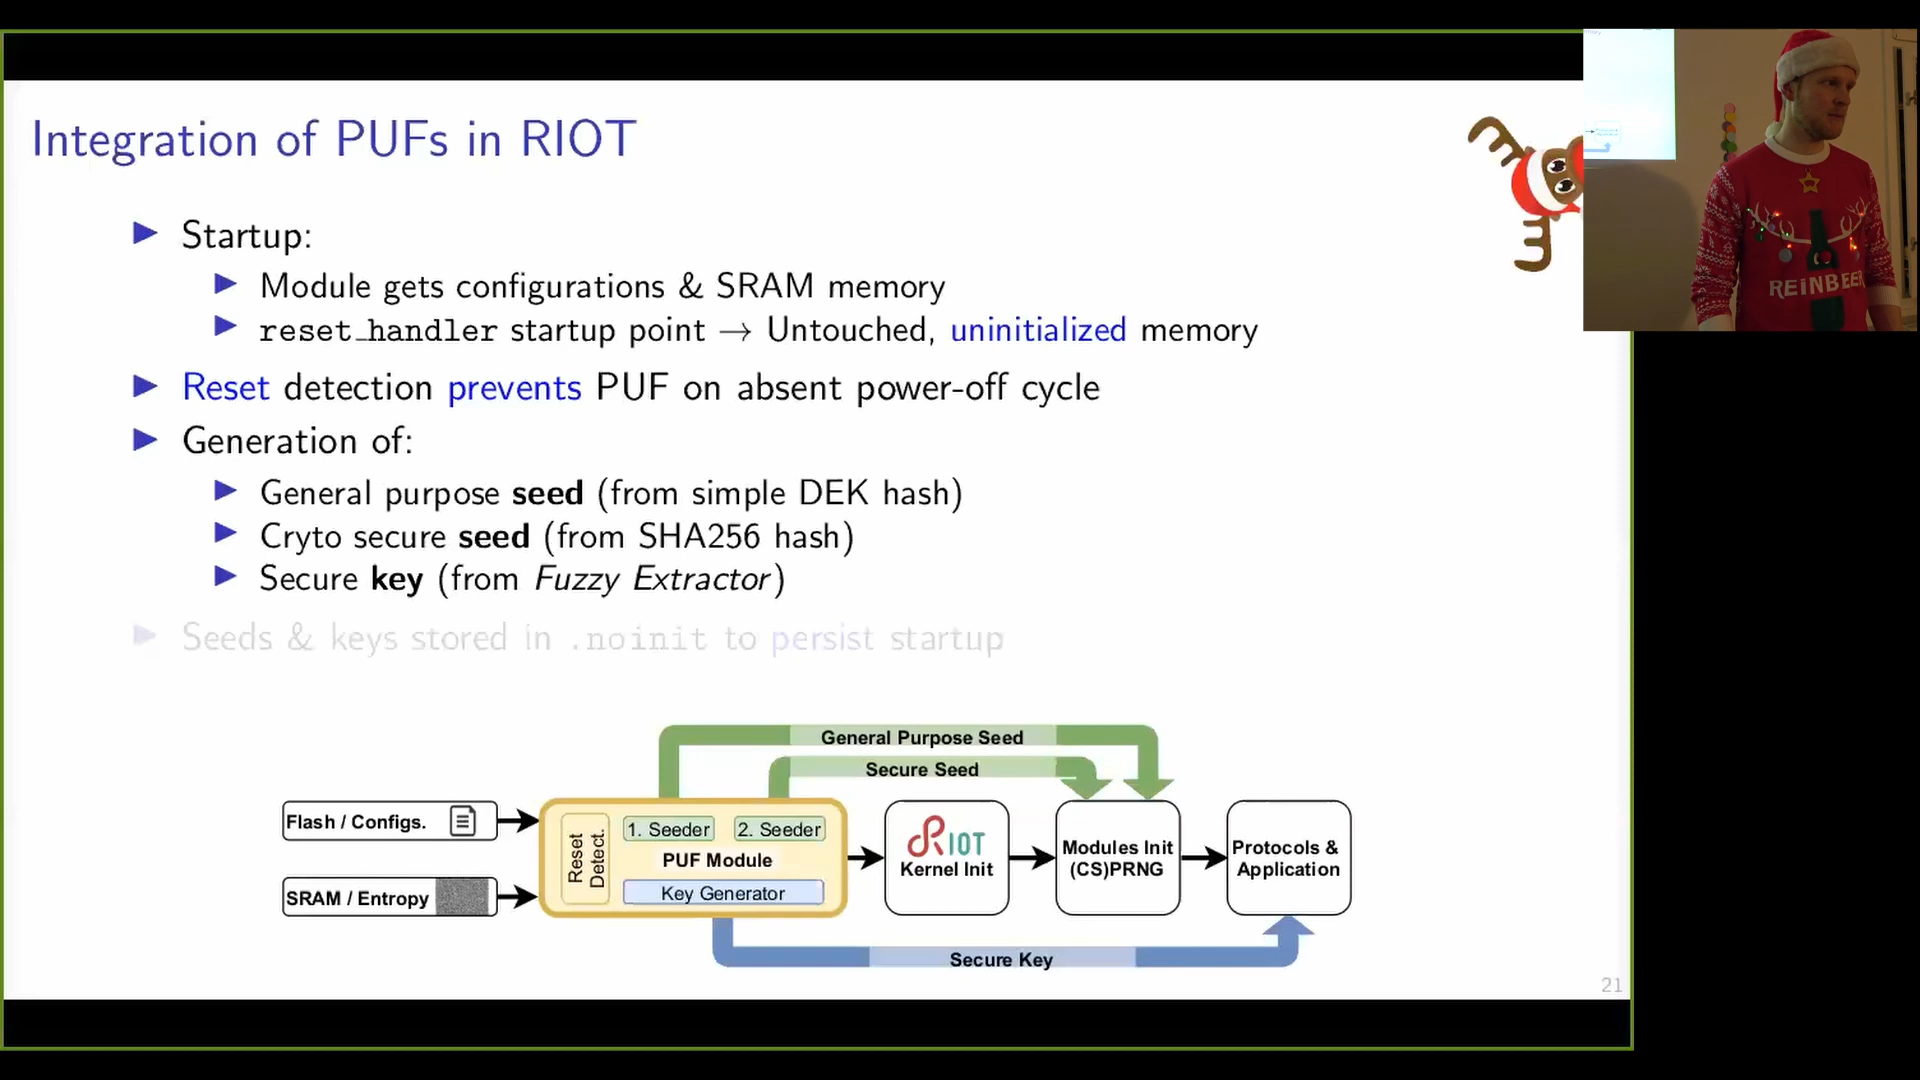 Integration of PUFs in RIOT
Startup:
Module gets configurations & SRAM memory
reset_handler startup point → Untouched, uninitialized memory
Reset detection prevents PUF on absent power-off cycle
Generation of:
General purpose seed (from simple DEK hash)
Cryto secure seed (from SHA256 hash)
Secure key (from Fuzzy Extractor)
Seeds & keys stored in .noinit to persist startup
General Purpose Seed
Secure Seed
Flash / Configs.
SRAM / Entropy
Reset
Detect.
1. Seeder
2. Seeder
PUF Module
Key Generator
RIOT
Kernel Init
Modules Init
(CS)PRNG
Protocols &
Application
Secure Key
21
REiNBEER